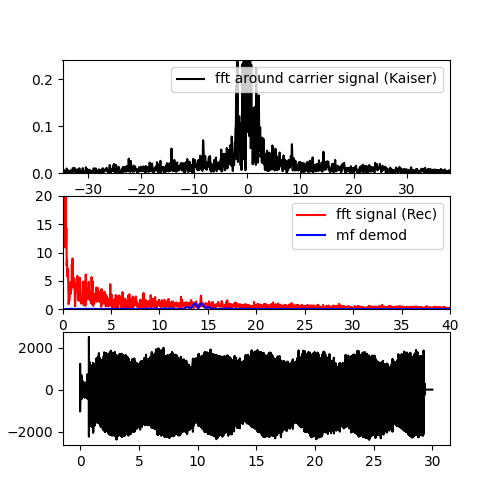 fft around carrier signal (Kaiser)
0.2
0.1
0.0
−30 −20 −10 0 10 20 30
fft signal (Rec)
mf demod
20
15
10
5
0
0 5 10 15 20 25 30 35 40
2000
0
−2000
0 5 10 15 20 25 30